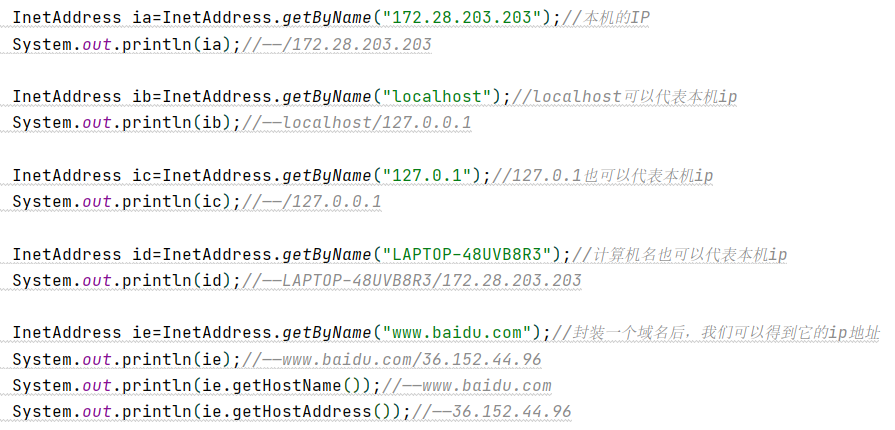 InetAddress ia=InetAddress.getByName("172.28.203.203");//本机的IP
System.out.println(ia);//——/172.28.203.203
InetAddress ib=InetAddress.getByName("localhost");//localhost可以代表本机ip
System.out.println(ib);//——localhost/127.0.0.1
InetAddress ic=InetAddress.getByName("127.0.1");//127.0.1也可以代表本机ip
System.out.println(ic);//——/127.0.0.1
InetAddress id=InetAddress.getByName("LAPTOP-48UVB8R3");//计算机名也可以代表本机ip
System.out.println(id);//——LAPTOP-48UVB8R3/172.28.203.203
InetAddress ie=InetAddress.getByName("www.baidu.com");//封装一个域名后，我们可以得到它的ip地址
System.out.println(ie);//——www.baidu.com/36.152.44.96
System.out.println(ie.getHostName());//——www.baidu.com
System.out.println(ie.getHostAddress());//——36.152.44.96